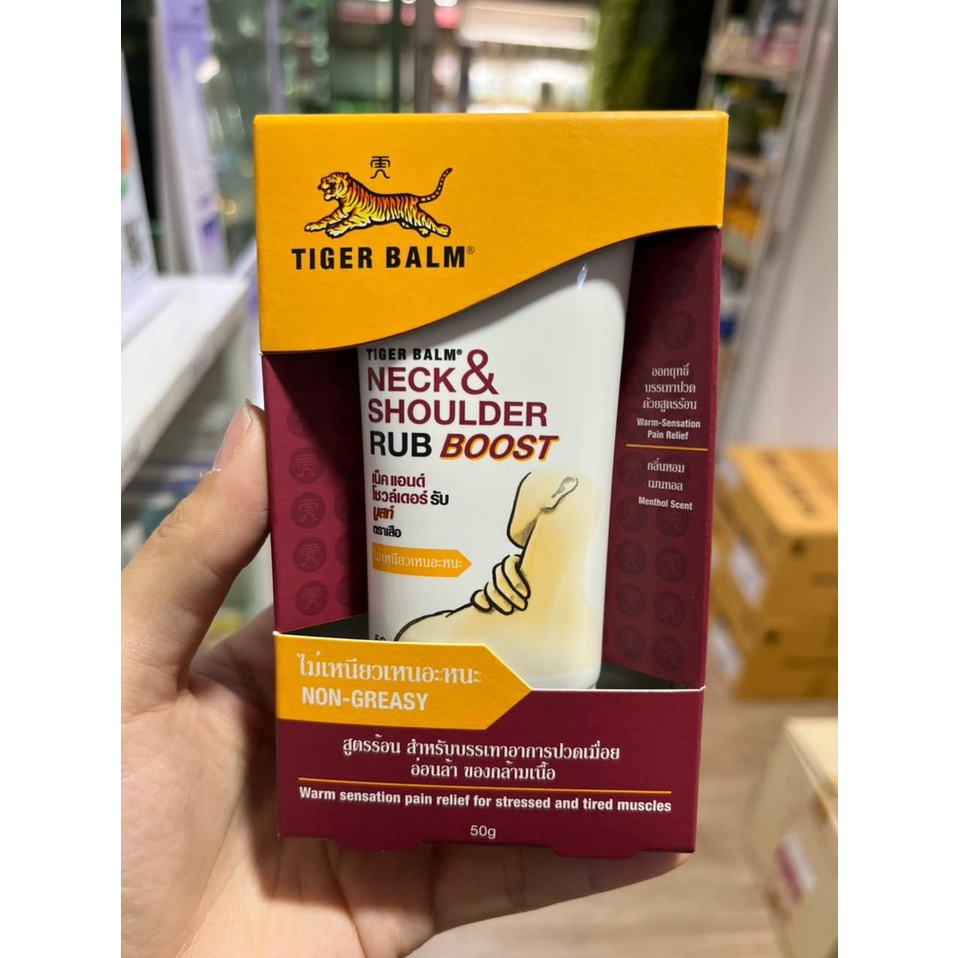 TIGER BALM®
TIGER BALM®
NECK &
SHOULDER
RUB BOOST
เน็ค แอนด์
โชวล์เดอร์ รับ
บูสท์
ตราเสือ
ไม่เหนียวเหนอะหนะ
ออกฤทธิ์
บรรเทาปวด
ด้วยสูตรร้อน
Warm-Sensation
Pain Relief
กลิ่นหอม
เมนทอล
Menthol Scent
ไม่เหนียวเหนอะหนะ
NON-GREASY
สูตรร้อน สำหรับบรรเทาอาการปวดเมื่อย
อ่อนล้า ของกล้ามเนื้อ
Warm sensation pain relief for stressed and tired muscles
50g